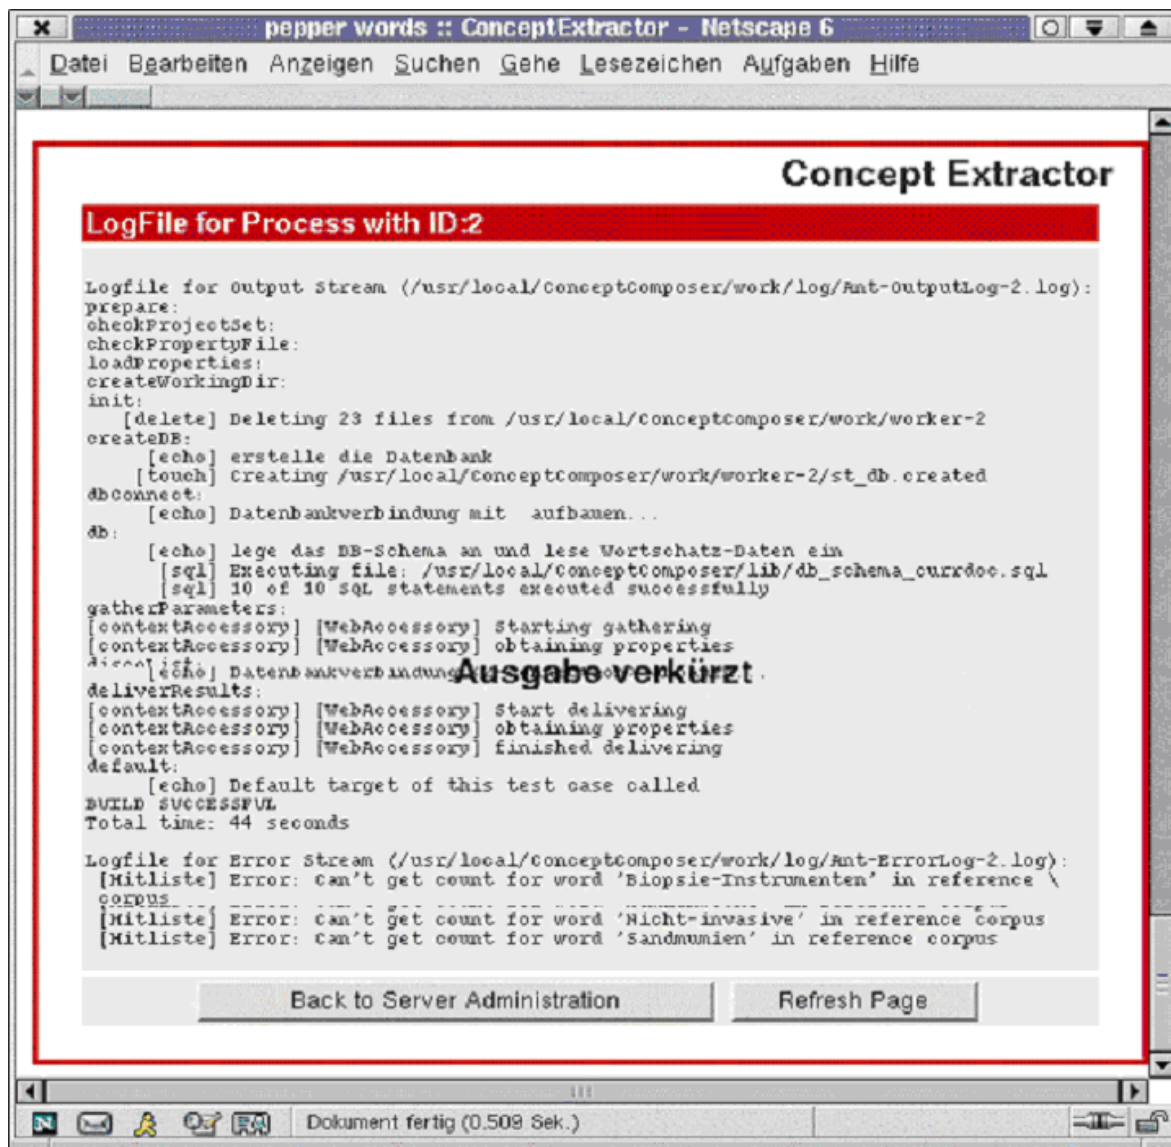 pepper words :: ConceptExtractor – Netscape 6
Datei Bearbeiten Anzeigen Suchen Gehe Lesezeichen Aufgaben Hilfe
Concept Extractor
LogFile for Process with ID:2
Logfile for Output Stream (/usr/local/ConceptComposer/work/log/Ant-OutputLog-2.log):
prepare:
checkProjectSet:
checkPropertyFile:
loadProperties:
createWorkingDir:
init:
[delete] Deleting 23 files from /usr/local/ConceptComposer/work/worker-2
createDB:
[echo] erstelle die Datenbank
[touch] Creating /usr/local/ConceptComposer/work/worker-2/st_db.created
dbconnect:
[echo] Datenbankverbindung mit aufbauen...
db:
[echo] lege das DB-Schema an und lese Wortschatz-Daten ein
[sql] Executing file: /usr/local/ConceptComposer/lib/db_schema_currdoc.sql
[sql] 10 of 10 SQL statements executed successfully
gatherParameters:
[contextAccessory] [WebAccessory] Starting gathering
[contextAccessory] [WebAccessory] obtaining properties
[echo] Datenbankverbindung
Ausgabe verkürzt
deliverResults:
[contextAccessory] [WebAccessory] Start delivering
[contextAccessory] [WebAccessory] obtaining properties
[contextAccessory] [WebAccessory] finished delivering
default:
[echo] Default target of this test case called
BUILD SUCCESSFUL
Total time: 44 seconds
Logfile for Error Stream (/usr/local/ConceptComposer/work/log/Ant-ErrorLog-2.log):
[Hitliste] Error: Can't get count for word 'Biopsie-Instrumenten' in reference \
corpus
[Hitliste] Error: Can't get count for word 'Nicht-invasive' in reference corpus
[Hitliste] Error: Can't get count for word 'Sandmumien' in reference corpus
Back to Server Administration Refresh Page
Dokument fertig (0.509 Sek.)